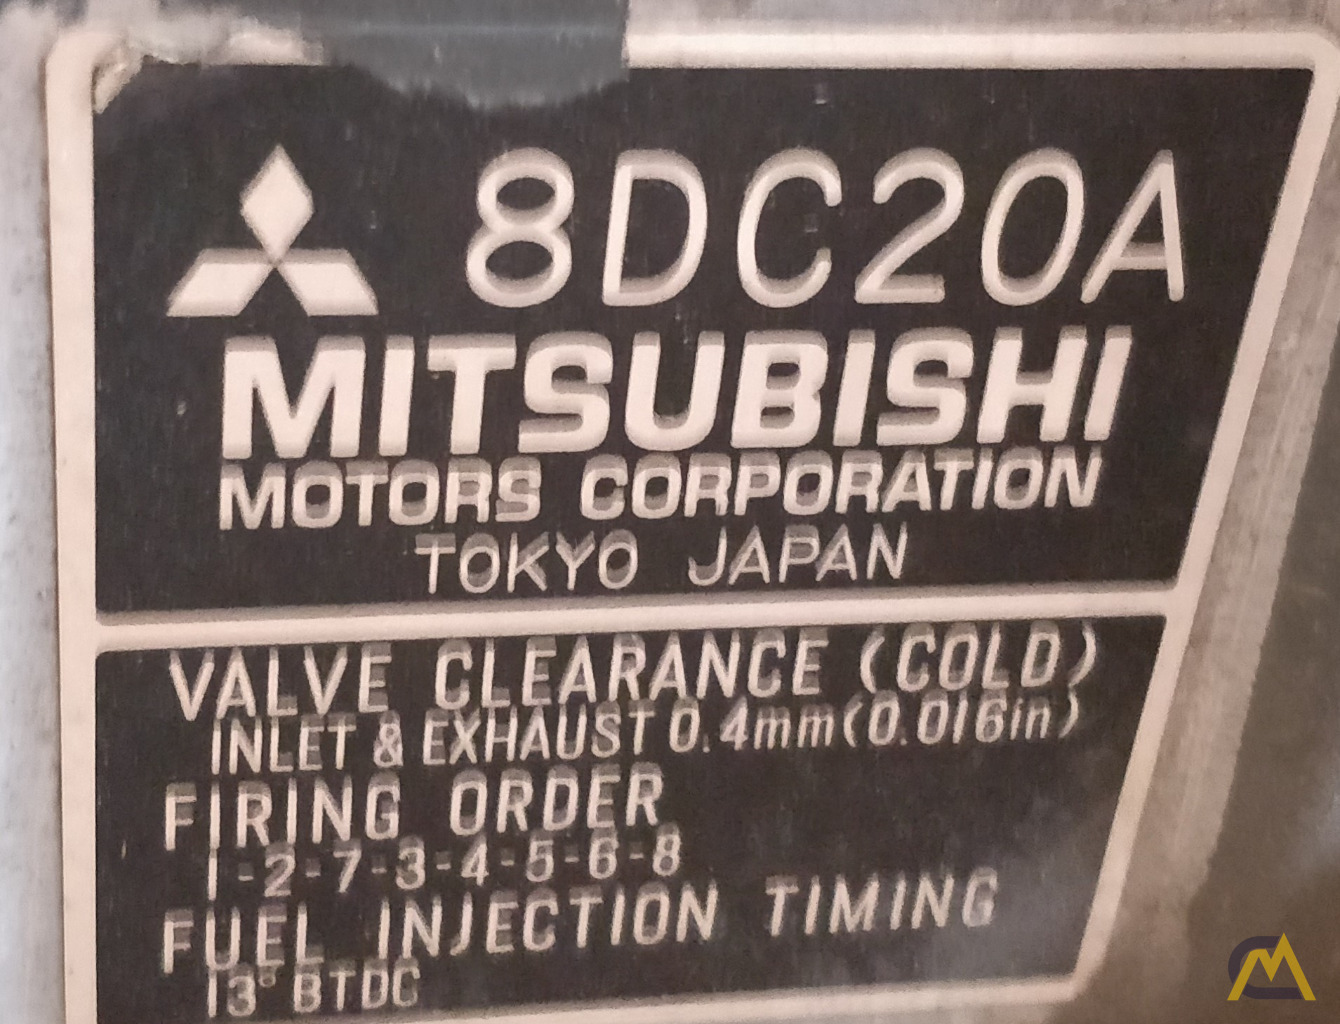 8DC20A
MITSUBISHI
MOTORS CORPORATION
TOKYO JAPAN
VALVE CLEARANCE (COLD)
INLET & EXHAUST 0.4mm(0.016in)
FIRING ORDER
1-2-7-3-4-5-6-8
FUEL INJECTION TIMING
13° BTDC